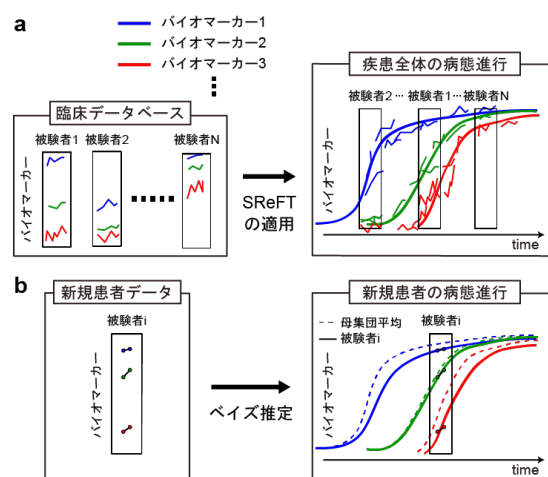 a
バイオマーカー1
バイオマーカー2
バイオマーカー3
臨床データベース
被験者1 被験者2 被験者N
バイオマーカー
SReFT
の適用
疾患全体の病態進行
被験者2 ··· 被験者1 ··· 被験者N
バイオマーカー
time
b
新規患者データ
被験者i
バイオマーカー
ベイズ推定
新規患者の病態進行
母集団平均
被験者i
被験者i
バイオマーカー
time